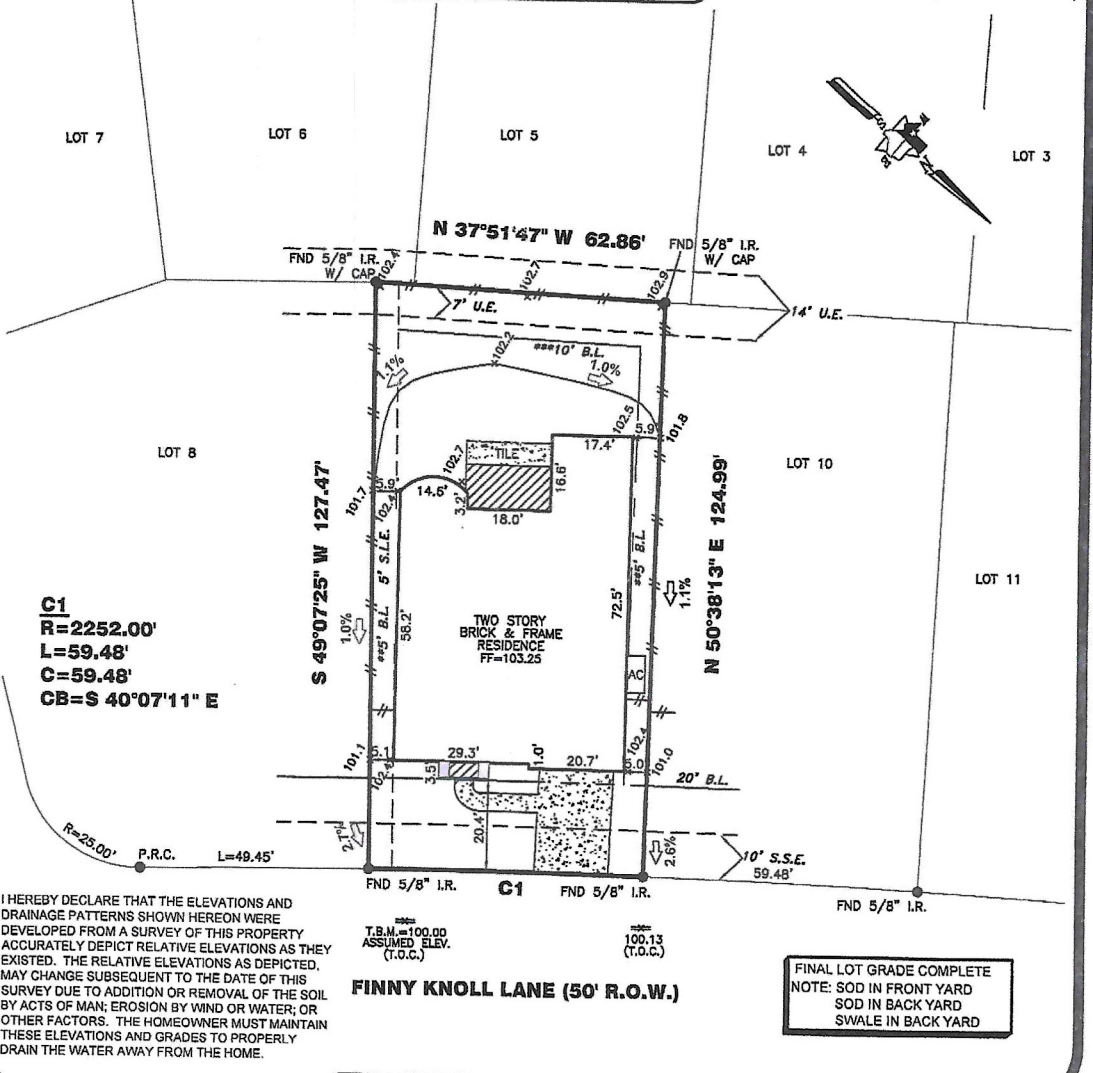 LOT 7
LOT 6
LOT 5
LOT 4
LOT 3
N 37°51'47" W 62.86'
FND 5/8" I.R.
W/ CAP
102.4
102.7
102.9
FND 5/8" I.R.
W/ CAP
7' U.E.
14' U.E.
102.2
***10' B.L.
1.1%
1.0%
102.5
5.9'
101.8
17.4'
TILE
102.7
16.6'
LOT 8
LOT 10
101.7
5.9'
102.4
14.6'
3.2'
18.0'
S 49°07'25" W 127.47'
N 50°38'13" E 124.99'
LOT 11
1.0%
**5' B.L. 5' S.L.E.
58.2'
72.5'
**5' B.L.
1.1%
C1
R=2252.00'
L=59.48'
C=59.48'
CB=S 40°07'11" E
TWO STORY
BRICK & FRAME
RESIDENCE
FF=103.25
AC
101.1
5.1'
102.4
29.3'
1.0'
20.7'
102.4
5.0'
101.0
3.5'
20' B.L.
20.4'
2.7%
2.6%
10' S.S.E.
59.48'
R=25.00'
P.R.C.
L=49.45'
FND 5/8" I.R.
C1
FND 5/8" I.R.
FND 5/8" I.R.
T.B.M.=100.00
ASSUMED ELEV.
(T.O.C.)
100.13
(T.O.C.)
FINNY KNOLL LANE (50' R.O.W.)
I HEREBY DECLARE THAT THE ELEVATIONS AND
DRAINAGE PATTERNS SHOWN HEREON WERE
DEVELOPED FROM A SURVEY OF THIS PROPERTY
ACCURATELY DEPICT RELATIVE ELEVATIONS AS THEY
EXISTED. THE RELATIVE ELEVATIONS AS DEPICTED,
MAY CHANGE SUBSEQUENT TO THE DATE OF THIS
SURVEY DUE TO ADDITION OR REMOVAL OF THE SOIL
BY ACTS OF MAN; EROSION BY WIND OR WATER; OR
OTHER FACTORS. THE HOMEOWNER MUST MAINTAIN
THESE ELEVATIONS AND GRADES TO PROPERLY
DRAIN THE WATER AWAY FROM THE HOME.
FINAL LOT GRADE COMPLETE
NOTE: SOD IN FRONT YARD
SOD IN BACK YARD
SWALE IN BACK YARD